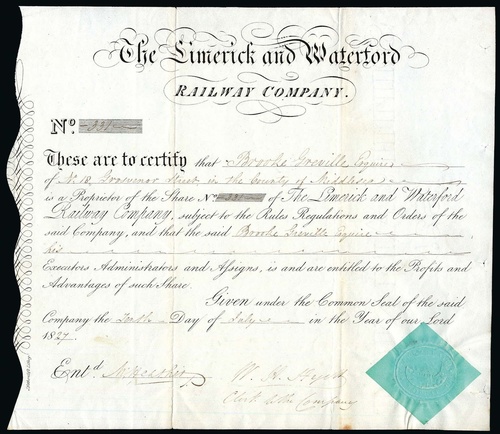 The Limerick and Waterford
RAILWAY COMPANY.
No. 331
These are to certify that Brooke Greville Esquire
of No. 12 Grosvenor Street in the County of Middx
is a Proprietor of the Share No. 331 of The Limerick and Waterford
Railway Company, subject to the Rules Regulations and Orders of the
said Company, and that the said Brooke Greville Esquire
his
Executors Administrators and Assigns, is and are entitled to the Profits and
Advantages of such Share.
Given under the Common Seal of the said
Company the Day of July in the Year of our Lord
1827.
Entd. W. H.
Clerk to the Company